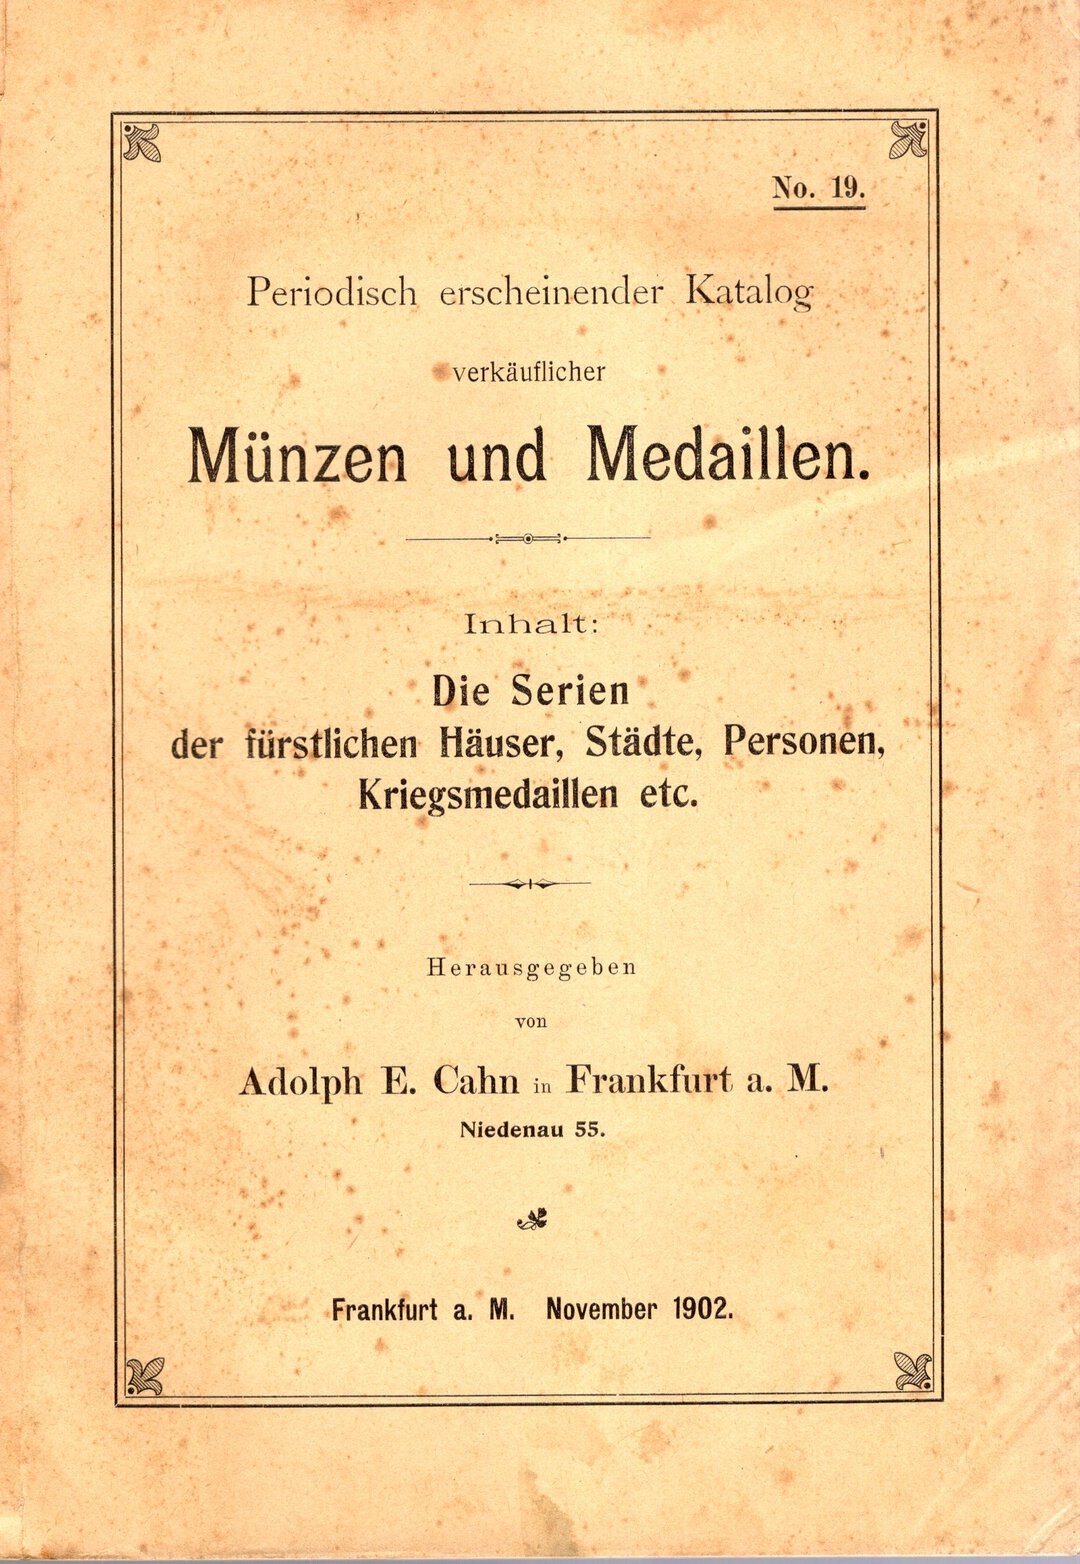 No. 19.
Periodisch erscheinender Katalog
verkäuflicher
Münzen und Medaillen.
Inhalt:
Die Serien
der fürstlichen Häuser, Städte, Personen,
Kriegsmedaillen etc.
Herausgegeben
von
Adolph E. Cahn in Frankfurt a. M.
Niedenau 55.
Frankfurt a. M. November 1902.